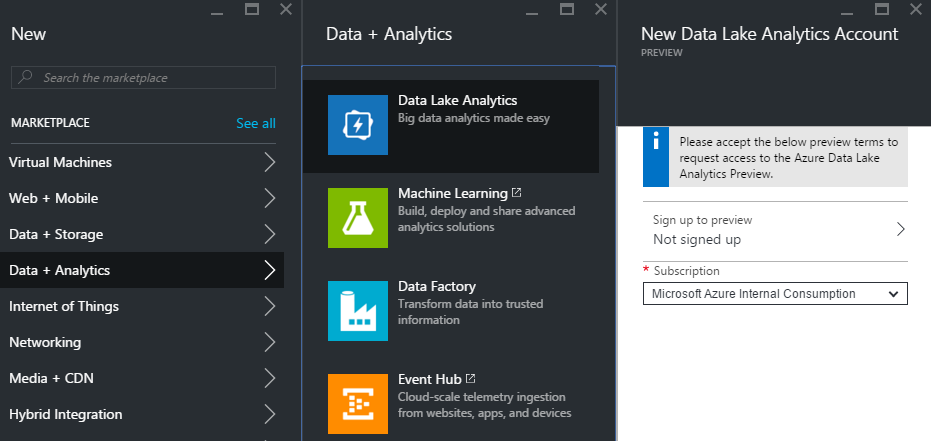 New
Search the marketplace
MARKETPLACE See all
Virtual Machines
Web + Mobile
Data + Storage
Data + Analytics
Internet of Things
Networking
Media + CDN
Hybrid Integration
Data + Analytics
Data Lake Analytics
Big data analytics made easy
Machine Learning
Build, deploy and share advanced
analytics solutions
Data Factory
Transform data into trusted
information
Event Hub
Cloud-scale telemetry ingestion
from websites, apps, and devices
New Data Lake Analytics Account
PREVIEW
Please accept the below preview terms to
request access to the Azure Data Lake
Analytics Preview.
Sign up to preview
Not signed up
* Subscription
Microsoft Azure Internal Consumption